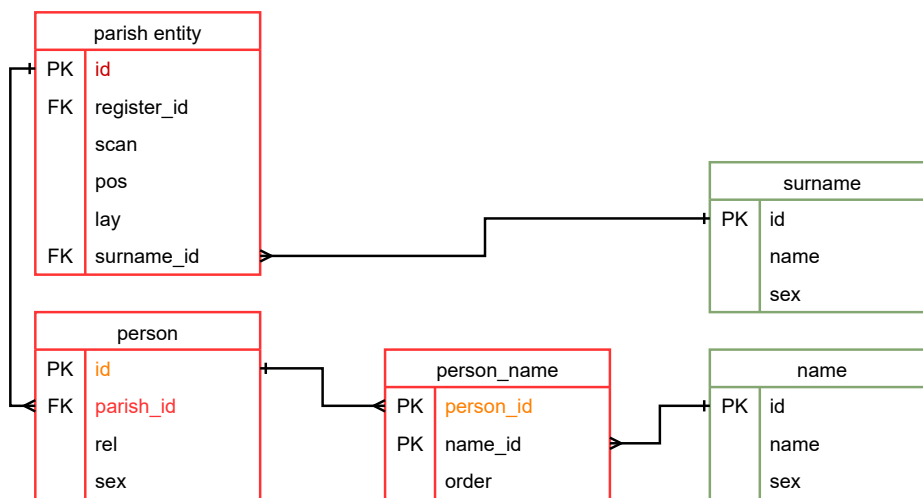 parish entity
PK id
FK register_id
scan
pos
lay
FK surname_id
surname
PK id
name
sex
person
PK id
FK parish_id
rel
sex
person_name
PK person_id
PK name_id
order
name
PK id
name
sex